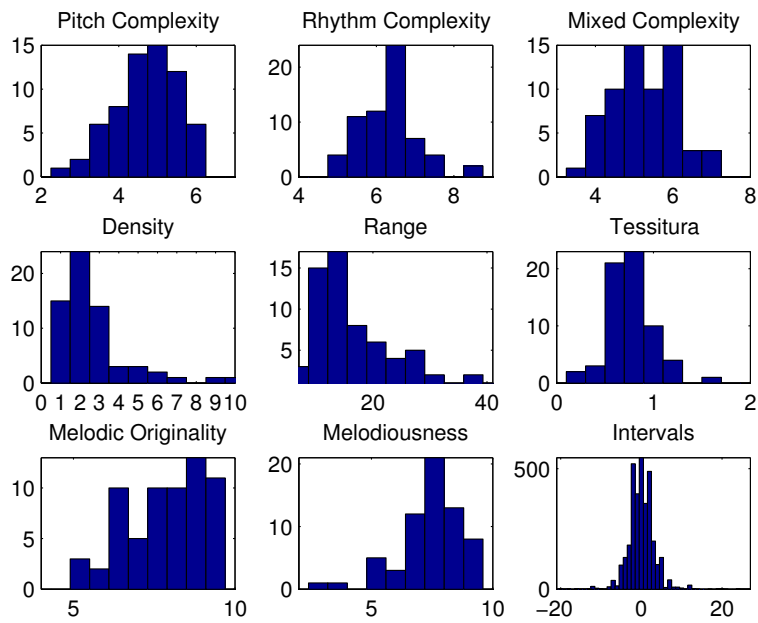 Pitch Complexity
Rhythm Complexity
Mixed Complexity
15
10
5
0
2 4 6
20
10
0
4 6 8
15
10
5
0
4 6 8
Density
Range
Tessitura
20
10
0
0 1 2 3 4 5 6 7 8 9 10
15
10
5
20 40
20
10
0
0 1 2
Melodic Originality
Melodiousness
Intervals
10
5
0
5 10
20
10
0
5 10
500
0
−20 0 20